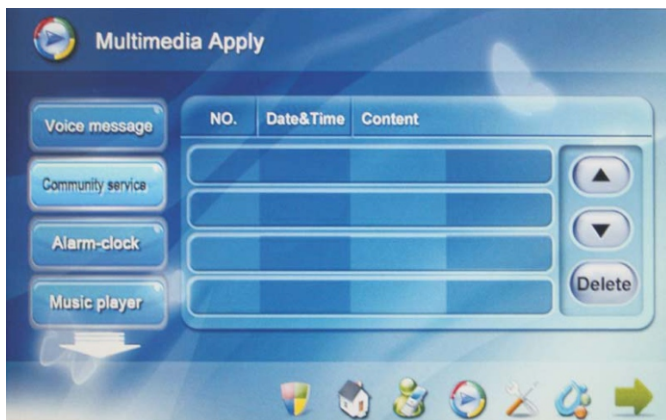 Multimedia Apply
Voice message
Community service
Alarm-clock
Music player
NO. Date&Time Content
Delete